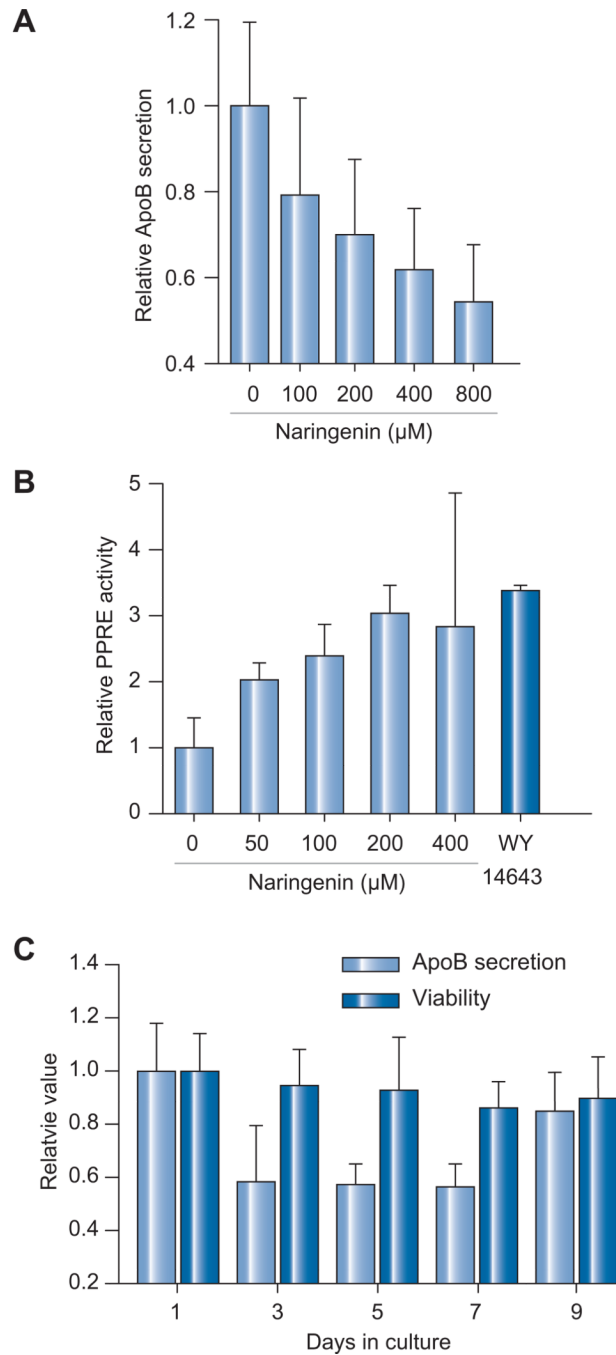 A
Relative ApoB secretion
1.2
1.0
0.8
0.6
0.4
0 100 200 400 800
Naringenin (µM)
B
Relative PPRE activity
5
4
3
2
1
0
0 50 100 200 400 WY
14643
Naringenin (µM)
C
Relatvie value
1.4
1.2
1.0
0.8
0.6
0.4
0.2
ApoB secretion
Viability
1 3 5 7 9
Days in culture